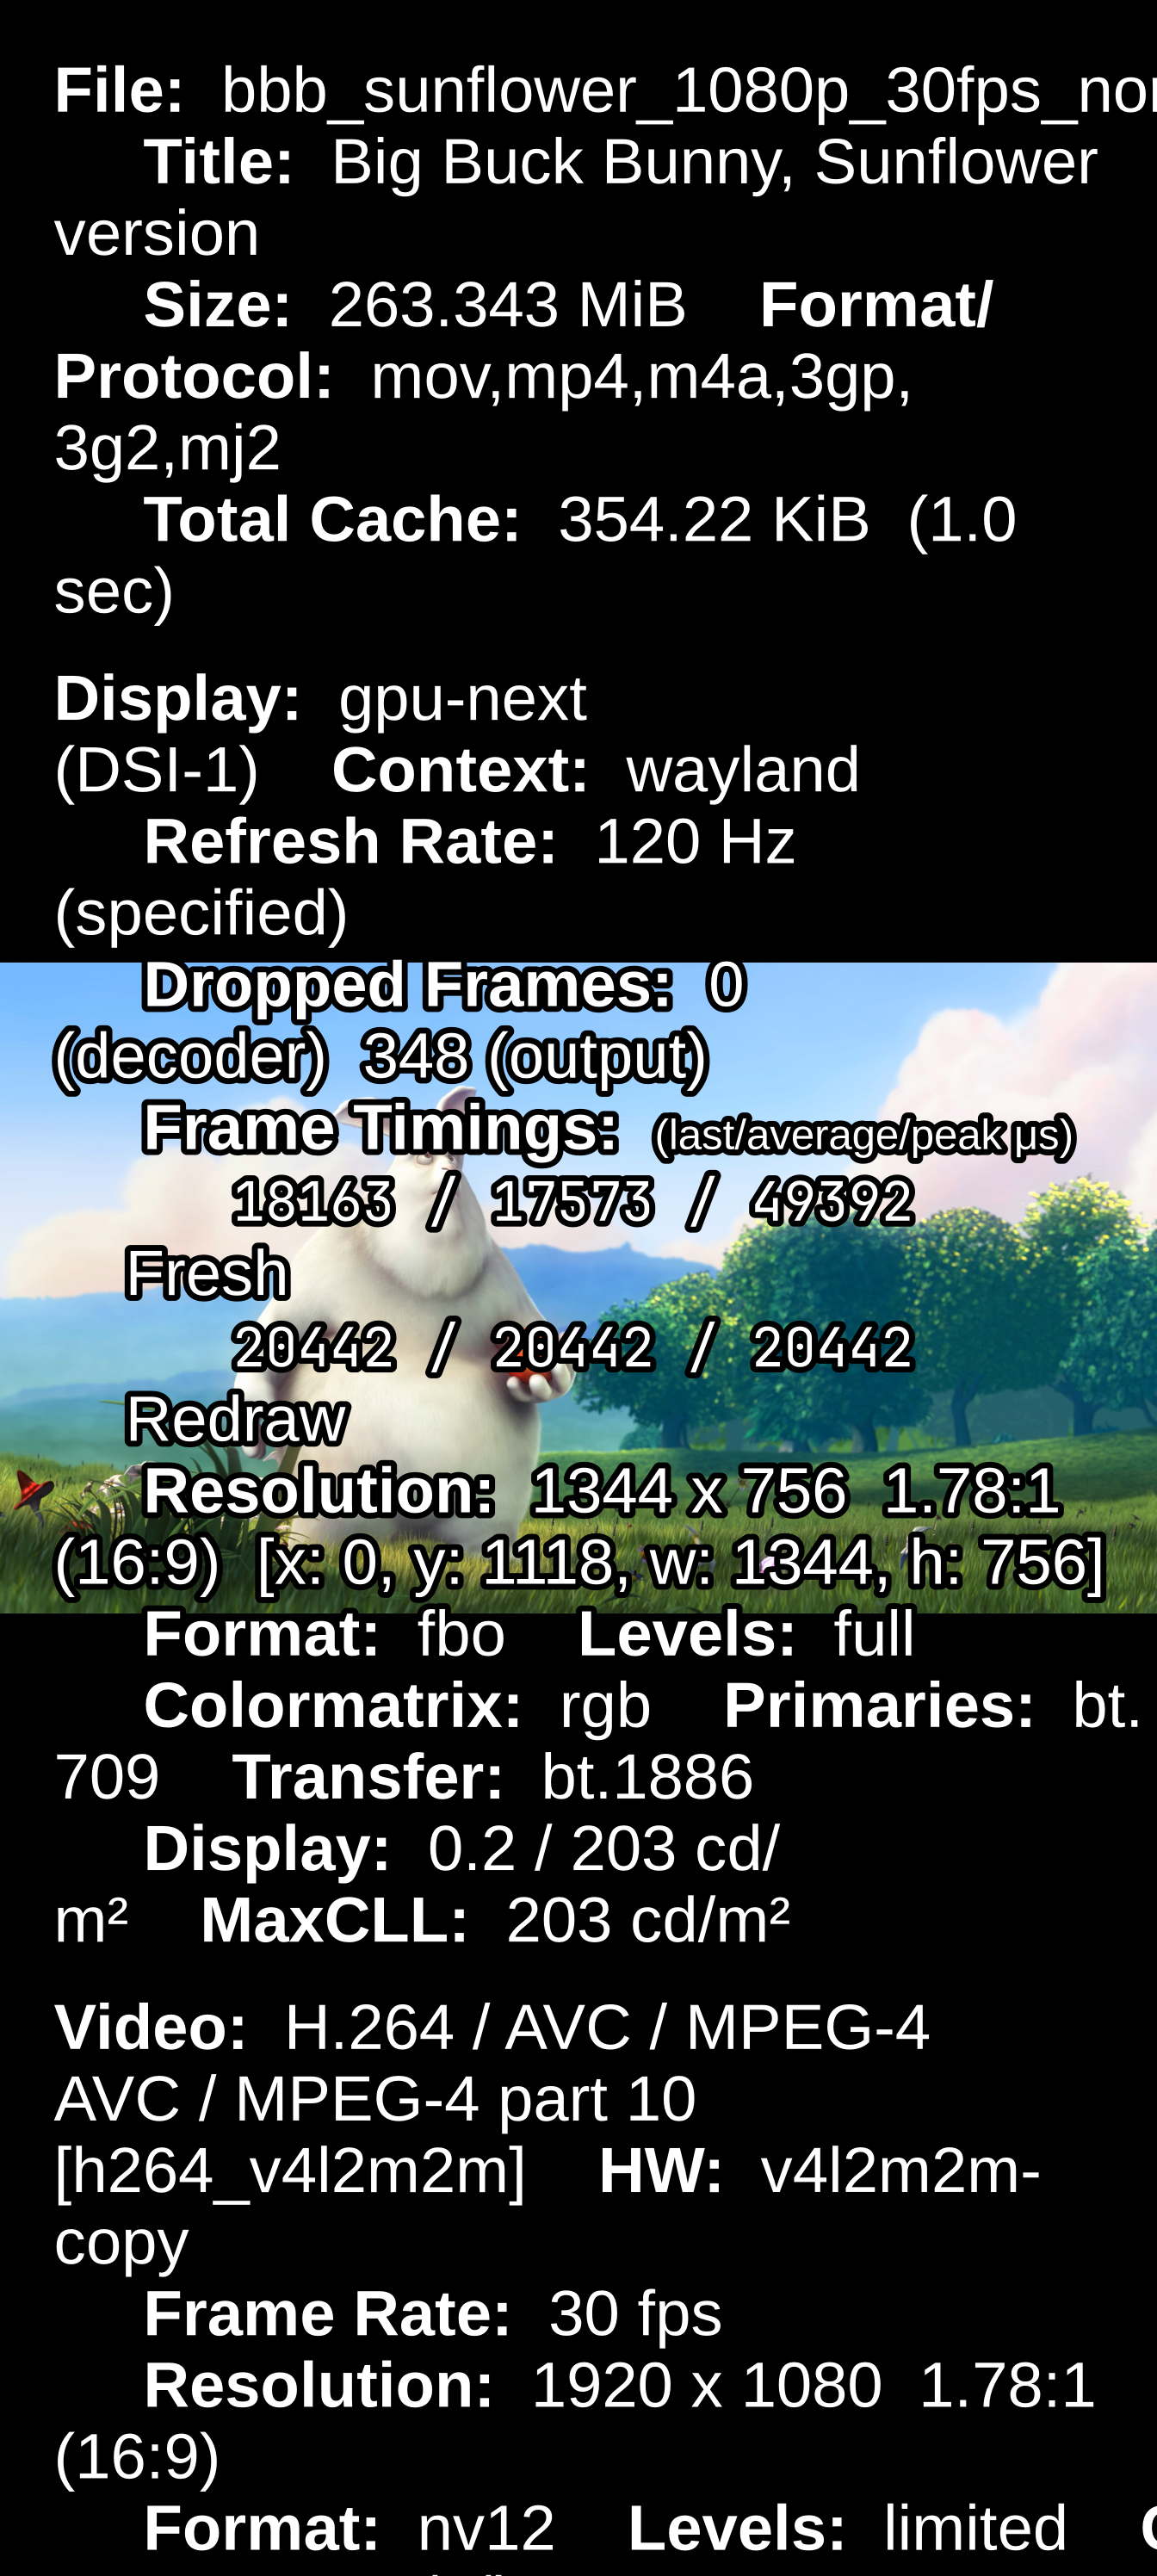 File: bbb_sunflower_1080p_30fps_nor
Title: Big Buck Bunny, Sunflower
version
Size: 263.343 MiB Format/
Protocol: mov,mp4,m4a,3gp,
3g2,mj2
Total Cache: 354.22 KiB (1.0
sec)
Display: gpu-next
(DSI-1) Context: wayland
Refresh Rate: 120 Hz
(specified)
Dropped Frames: 0
(decoder) 348 (output)
Frame Timings: (last/average/peak μs)
18163 / 17573 / 49392
Fresh
20442 / 20442 / 20442
Redraw
Resolution: 1344 x 756 1.78:1
(16:9) [x: 0, y: 1118, w: 1344, h: 756]
Format: fbo Levels: full
Colormatrix: rgb Primaries: bt.
709 Transfer: bt.1886
Display: 0.2 / 203 cd/
m² MaxCLL: 203 cd/m²
Video: H.264 / AVC / MPEG-4
AVC / MPEG-4 part 10
[h264_v4l2m2m] HW: v4l2m2m-
copy
Frame Rate: 30 fps
Resolution: 1920 x 1080 1.78:1
(16:9)
Format: nv12 Levels: limited